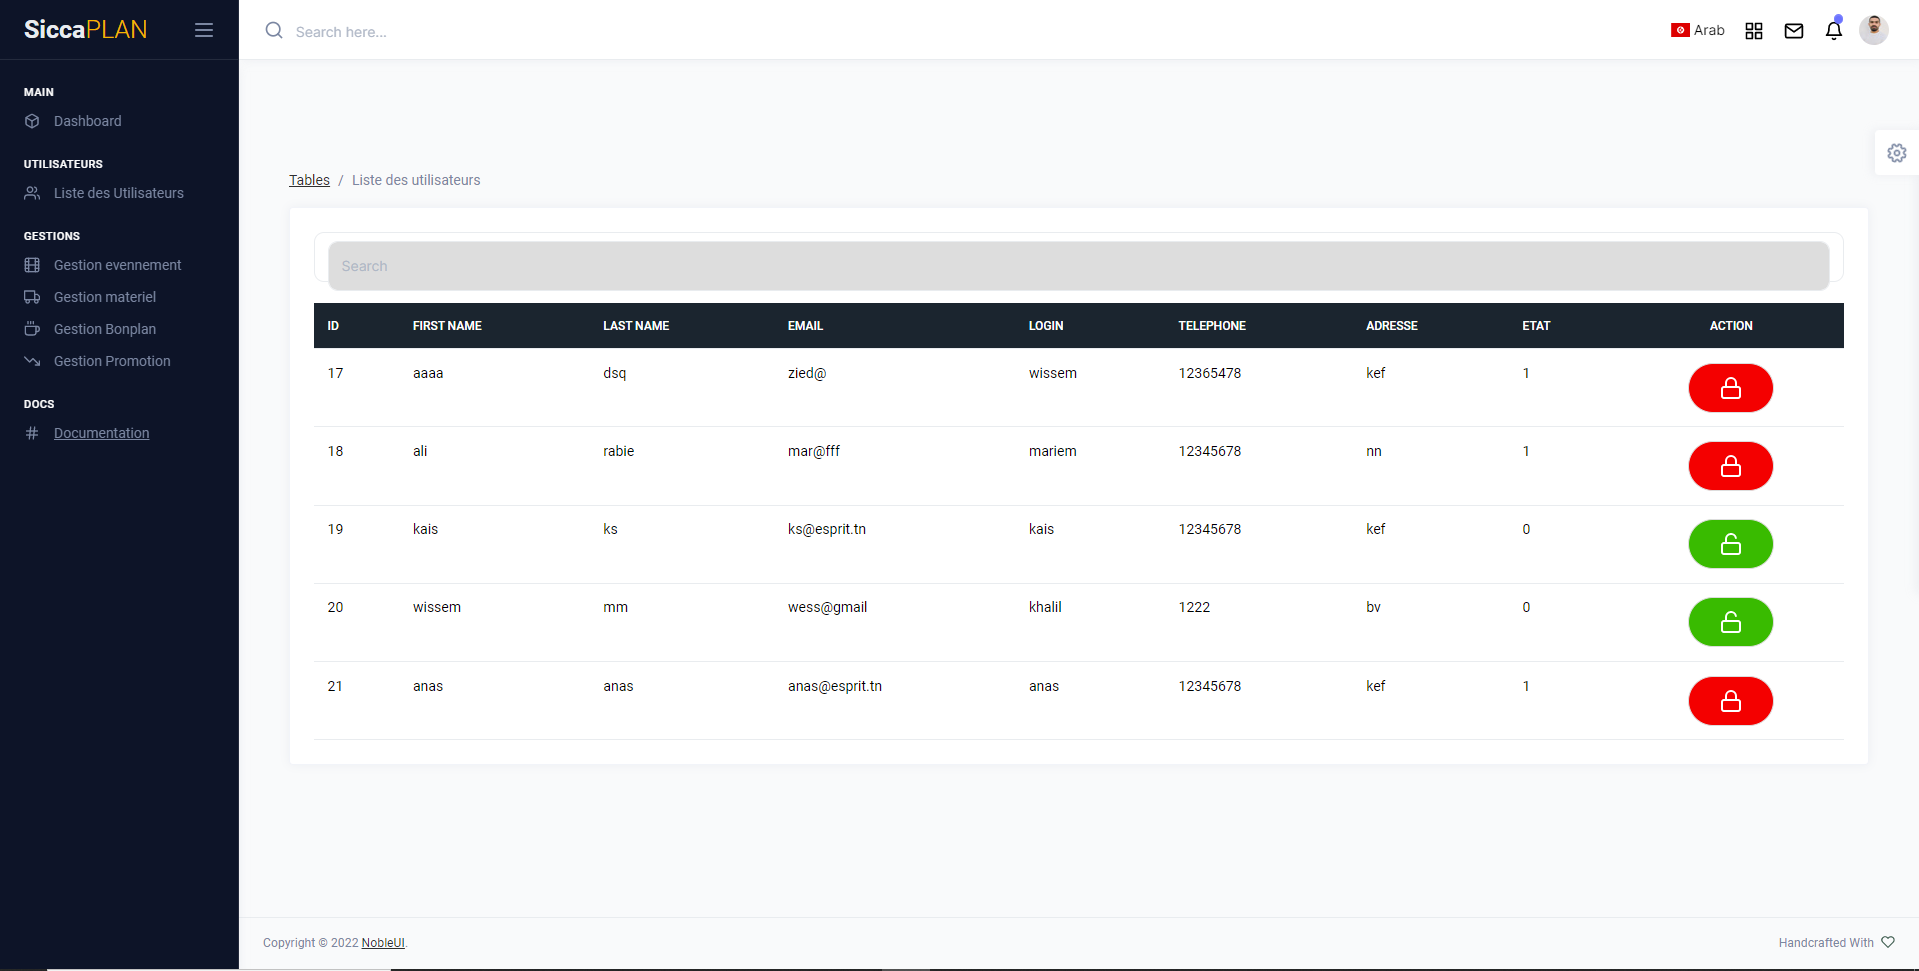 SiccaPLAN
Search here...
Arab
MAIN
Dashboard
UTILISATEURS
Liste des Utilisateurs
GESTIONS
Gestion evennement
Gestion materiel
Gestion Bonplan
Gestion Promotion
DOCS
Documentation
Tables / Liste des utilisateurs
Search
ID FIRST NAME LAST NAME EMAIL LOGIN TELEPHONE ADRESSE ETAT ACTION
17 aaaa dsq zied@ wissem 12365478 kef 1
18 ali rabie mar@fff mariem 12345678 nn 1
19 kais ks ks@esprit.tn kais 12345678 kef 0
20 wissem mm wess@gmail khalil 1222 bv 0
21 anas anas anas@esprit.tn anas 12345678 kef 1
Copyright © 2022 NobleUI.
Handcrafted With